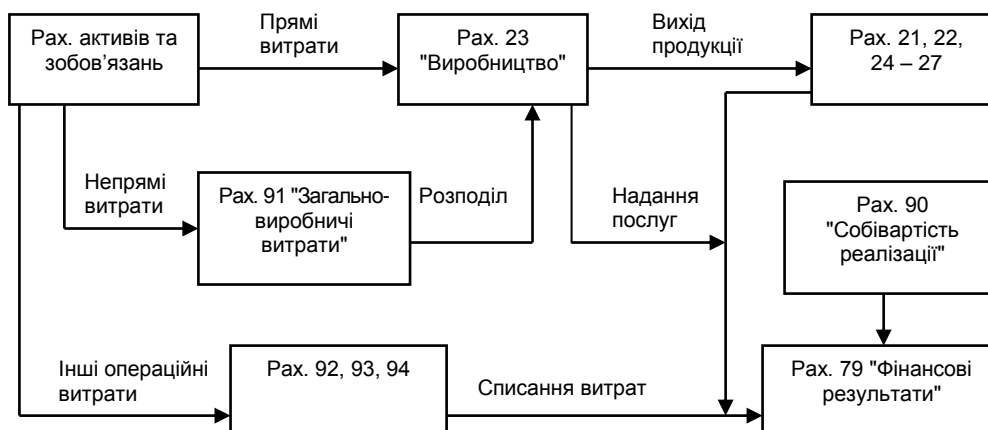 Рах. активів та
зобов’язань
Прямі
витрати
Рах. 23
"Виробництво"
Вихід
продукції
Рах. 21, 22,
24 – 27
Непрямі
витрати
Рах. 91 "Загально-
виробничі
витрати"
Розподіл
Надання
послуг
Рах. 90
"Собівартість
реалізації"
Інші операційні
витрати
Рах. 92, 93, 94
Списання витрат
Рах. 79 "Фінансові
результати"